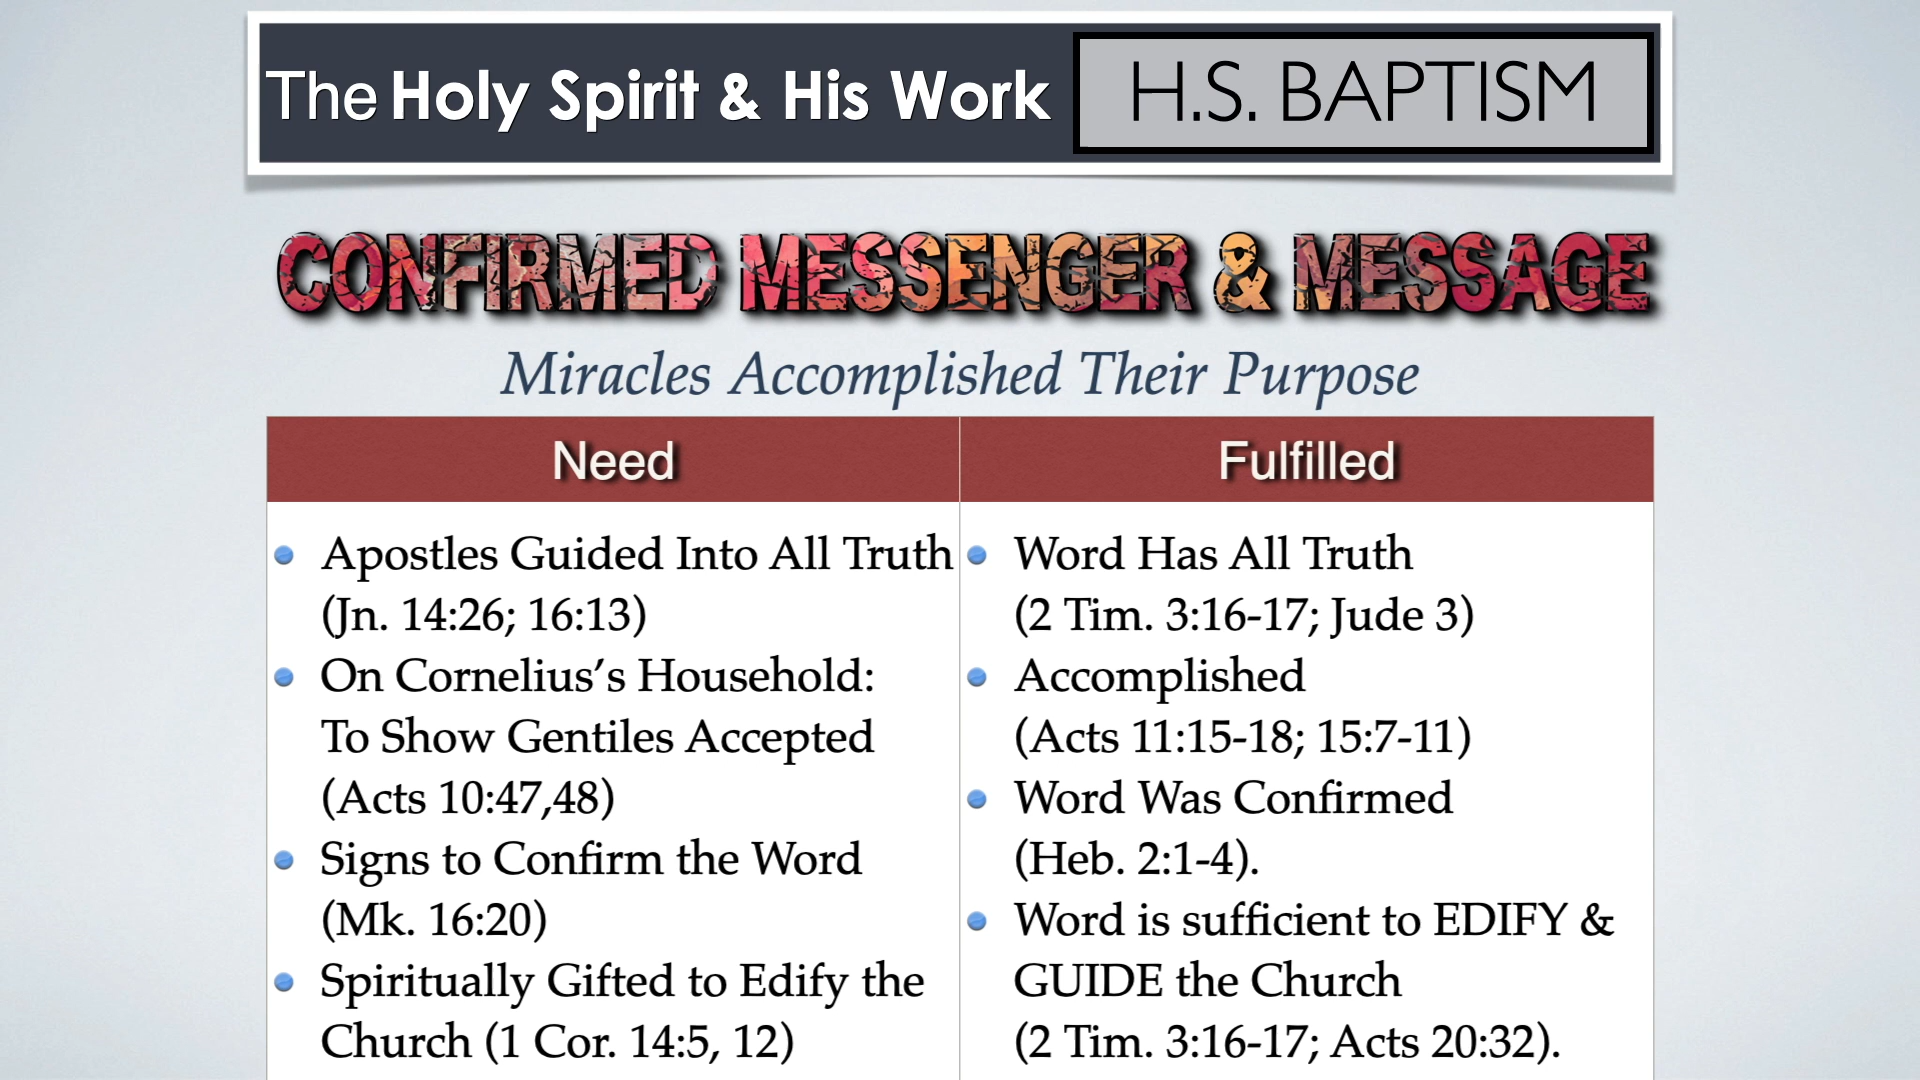 The Holy Spirit & His Work
H.S. BAPTISM
CONFIRMED MESSENGER & MESSAGE
Miracles Accomplished Their Purpose
Need
Apostles Guided Into All Truth
(Jn. 14:26; 16:13)
On Cornelius’s Household:
To Show Gentiles Accepted
(Acts 10:47,48)
Signs to Confirm the Word
(Mk. 16:20)
Spiritually Gifted to Edify the
Church (1 Cor. 14:5, 12)
Fulfilled
Word Has All Truth
(2 Tim. 3:16-17; Jude 3)
Accomplished
(Acts 11:15-18; 15:7-11)
Word Was Confirmed
(Heb. 2:1-4).
Word is sufficient to EDIFY &
GUIDE the Church
(2 Tim. 3:16-17; Acts 20:32).